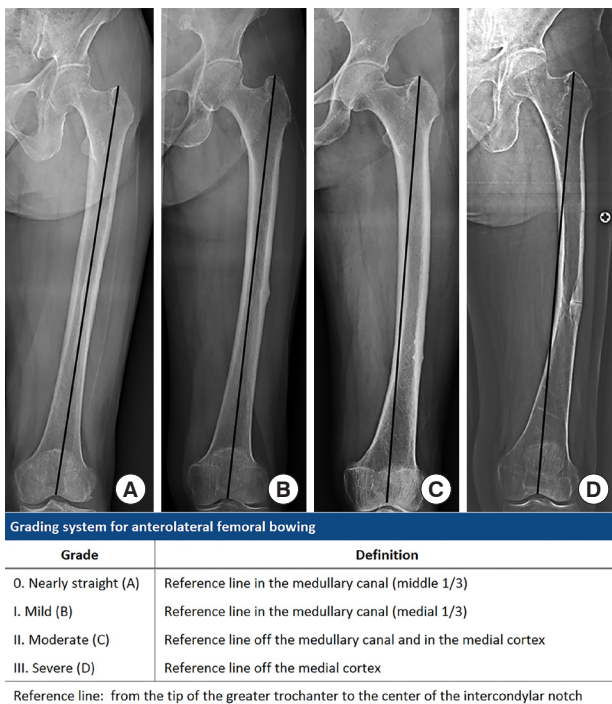 A
B
C
D
Grading system for anterolateral femoral bowing
Grade Definition
0. Nearly straight (A) Reference line in the medullary canal (middle 1/3)
I. Mild (B) Reference line in the medullary canal (medial 1/3)
II. Moderate (C) Reference line off the medullary canal and in the medial cortex
III. Severe (D) Reference line off the medial cortex
Reference line: from the tip of the greater trochanter to the center of the intercondylar notch